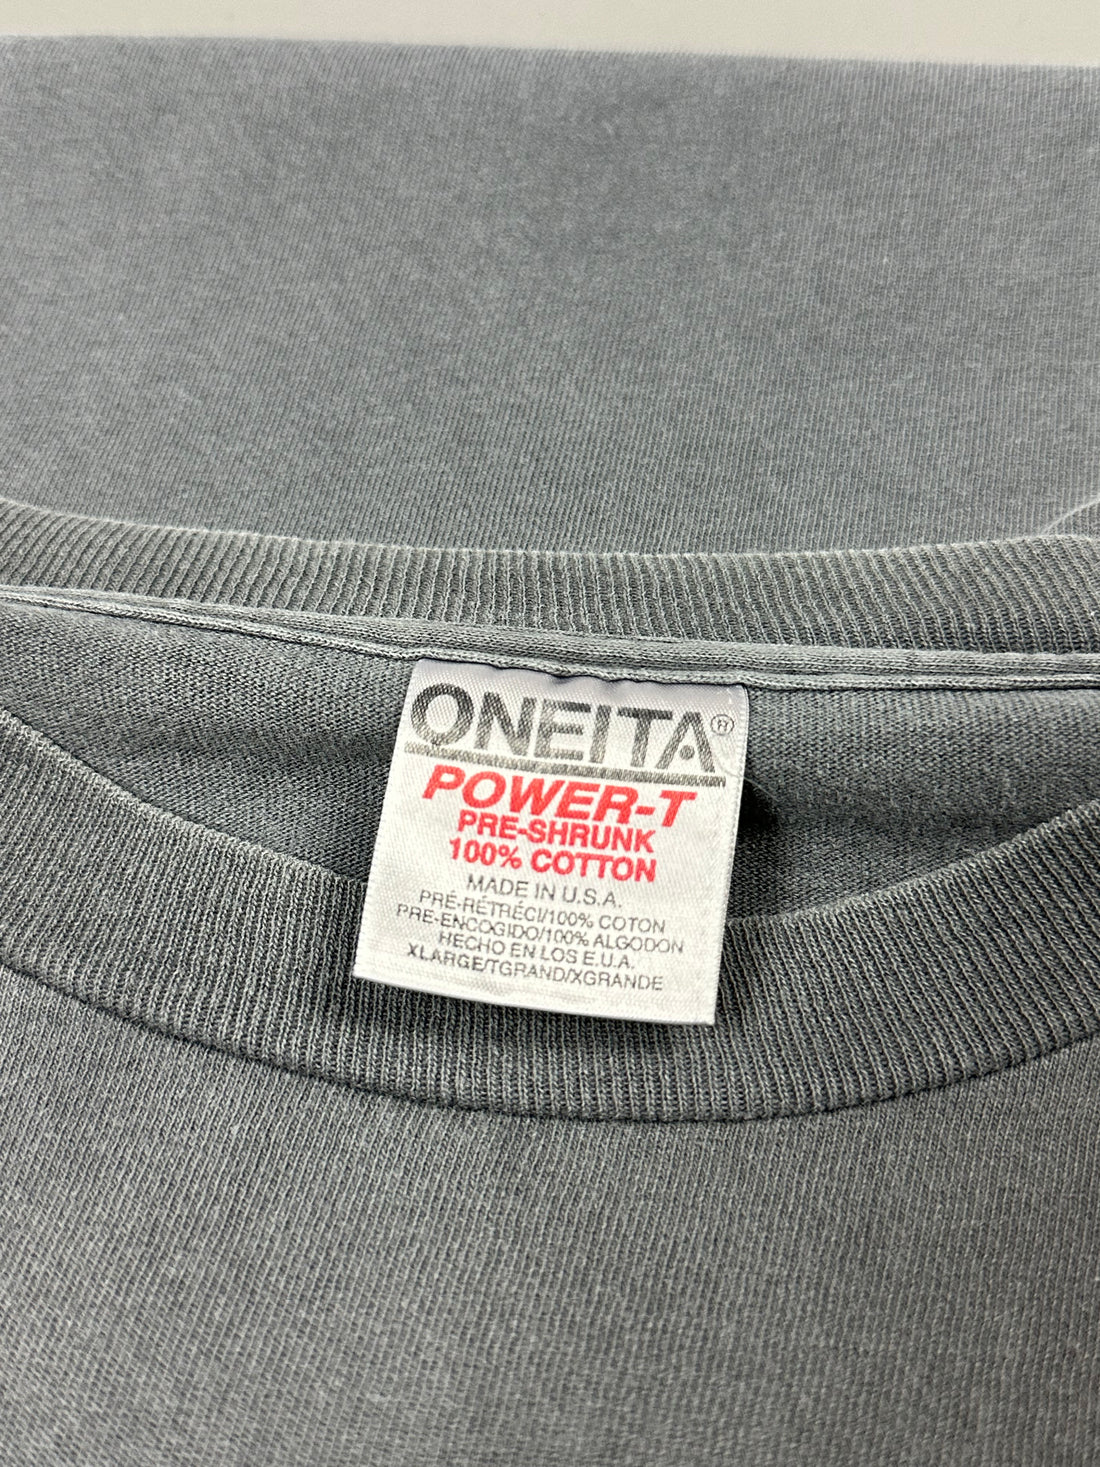 ONEITA®
POWER-T
PRE-SHRUNK
100% COTTON
MADE IN U.S.A.
PRÉ-RÉTRÉCI/100% COTON
PRE-ENCOGIDO/100% ALGODON
HECHO EN LOS E.U.A.
XLARGE/TGRAND/XGRANDE